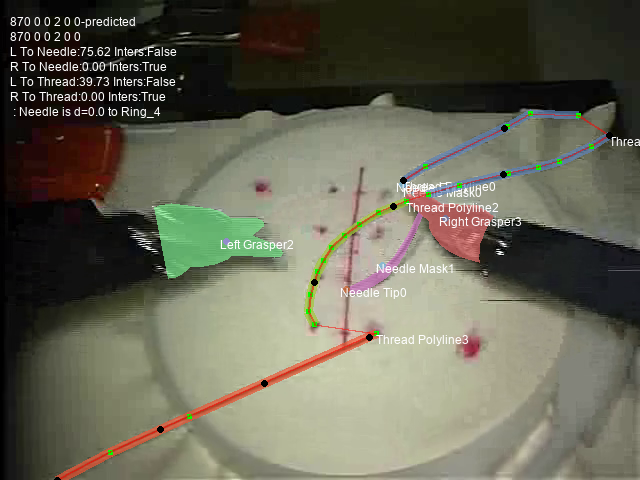 870 0 0 2 0 0-predicted
870 0 0 2 0 0
L To Needle:75.62 Inters:False
R To Needle:0.00 Inters:True
L To Thread:39.73 Inters:False
R To Thread:0.00 Inters:True
: Needle is d=0.0 to Ring_4
Threa
Thread Polyline2
Right Grasper3
Left Grasper2
Needle Mask1
Needle Tip0
Thread Polyline3